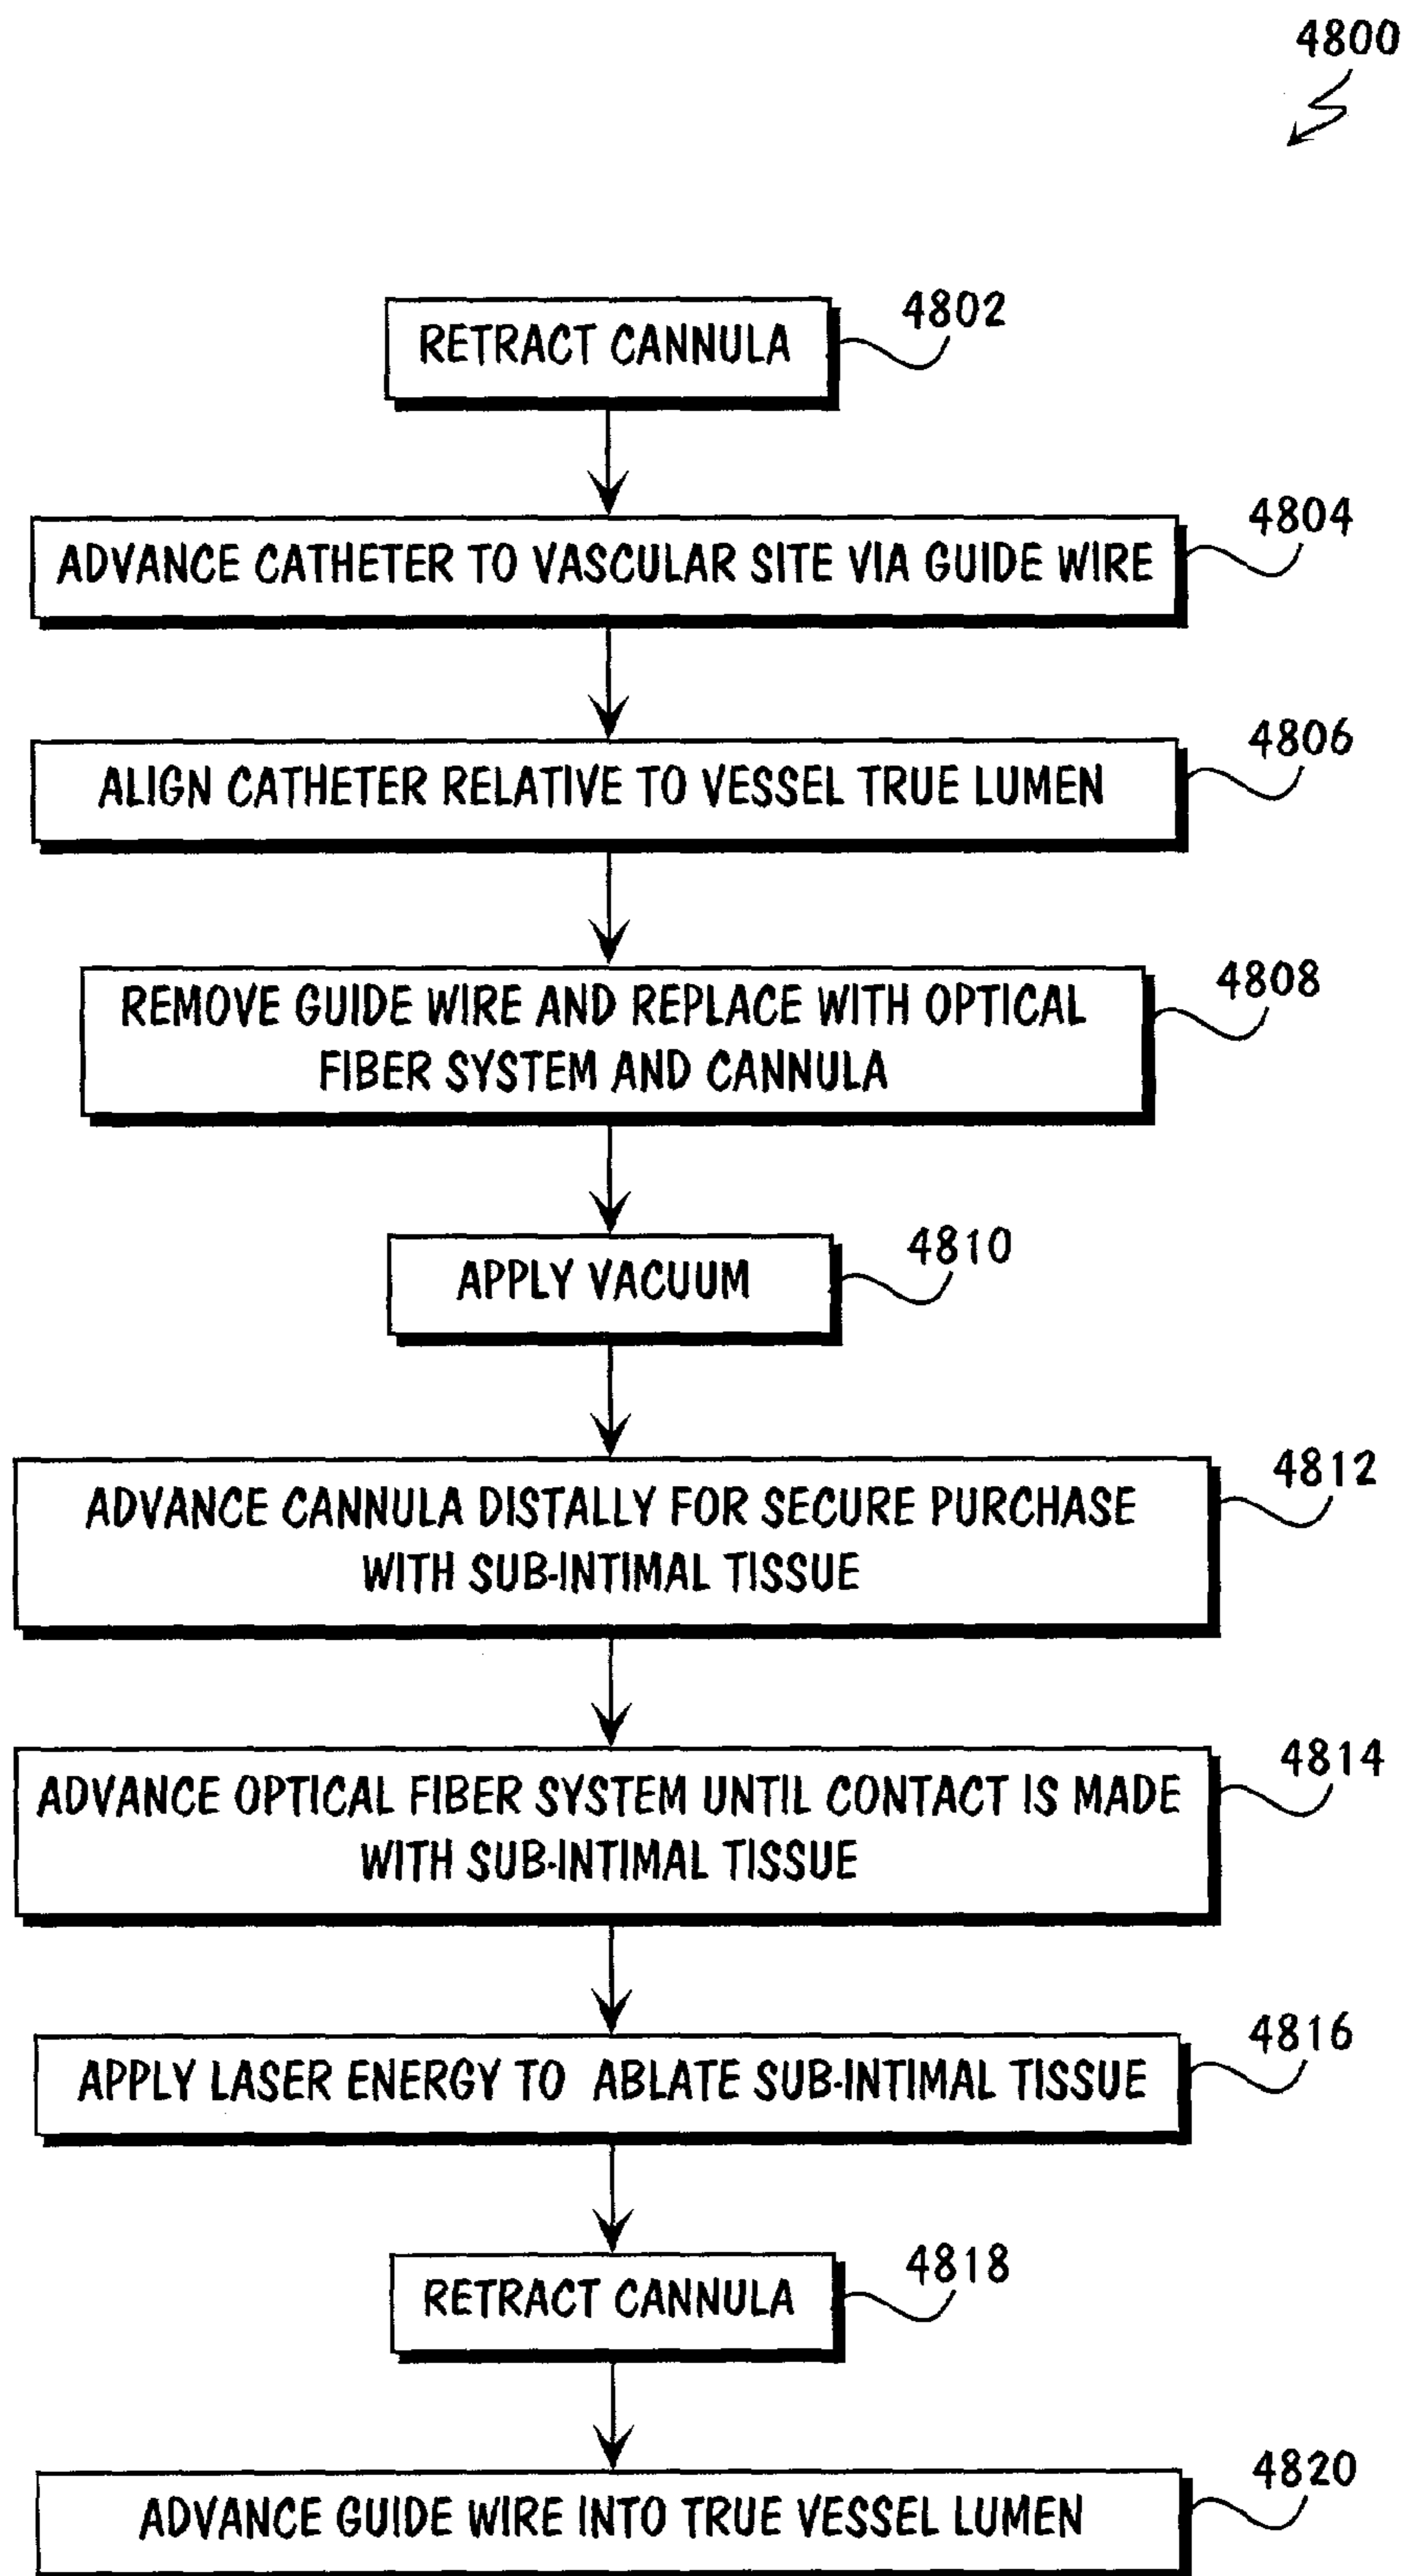 4800
RETRACT CANNULA
4802
ADVANCE CATHETER TO VASCULAR SITE VIA GUIDE WIRE
4804
ALIGN CATHETER RELATIVE TO VESSEL TRUE LUMEN
4806
REMOVE GUIDE WIRE AND REPLACE WITH OPTICAL
FIBER SYSTEM AND CANNULA
4808
APPLY VACUUM
4810
ADVANCE CANNULA DISTALLY FOR SECURE PURCHASE
WITH SUB-INTIMAL TISSUE
4812
ADVANCE OPTICAL FIBER SYSTEM UNTIL CONTACT IS MADE
WITH SUB-INTIMAL TISSUE
4814
APPLY LASER ENERGY TO ABLATE SUB-INTIMAL TISSUE
4816
RETRACT CANNULA
4818
ADVANCE GUIDE WIRE INTO TRUE VESSEL LUMEN
4820